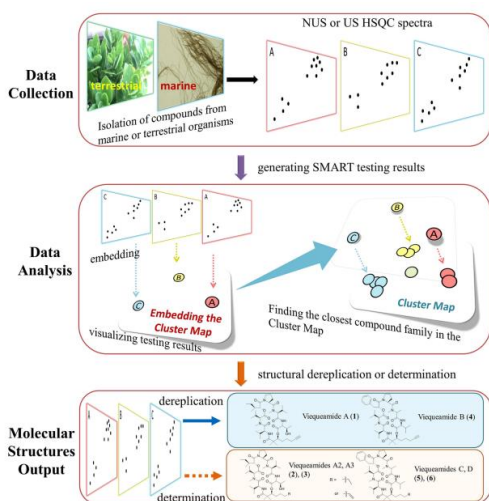 NUS or US HSQC spectra
Data
Collection
terrestrial
marine
Isolation of compounds from
marine or terrestrial organisms
A
B
C
generating SMART testing results
Data
Analysis
C
B
A
embedding
B
C
A
Embedding the
Cluster Map
visualizing testing results
B
C
A
Cluster Map
Finding the closest compound family in the
Cluster Map
structural dereplication or determination
Molecular
Structures
Output
dereplication
A
B
C
determination
Viequeamide A (1)
Viequeamide B (4)
Viequeamides A2, A3
(2), (3)
R =
or
Viequeamides C, D
(5), (6)